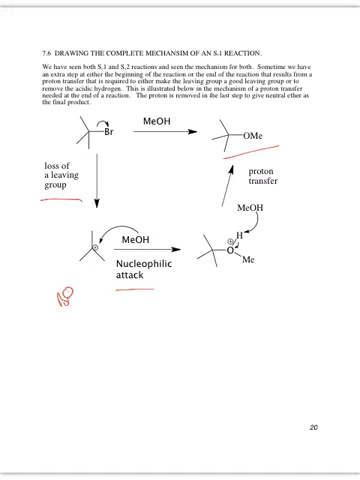 7.6 DRAWING THE COMPLETE MECHANSIM OF AN SN1 REACTION.
We have seen both SN1 and SN2 reactions and seen the mechanism for both. Sometime we have
an extra step at either the beginning of the reaction or the end of the reaction that results from a
proton transfer that is required to either make the leaving group a good leaving group or to
remove the acidic hydrogen. This is illustrated below in the mechanism of a proton transfer
needed at the end of a reaction. The proton is removed in the last step to give neutral ether as
the final product.
Br
MeOH
OMe
loss of
a leaving
group
proton
transfer
MeOH
MeOH
H
O
Me
Nucleophilic
attack
20